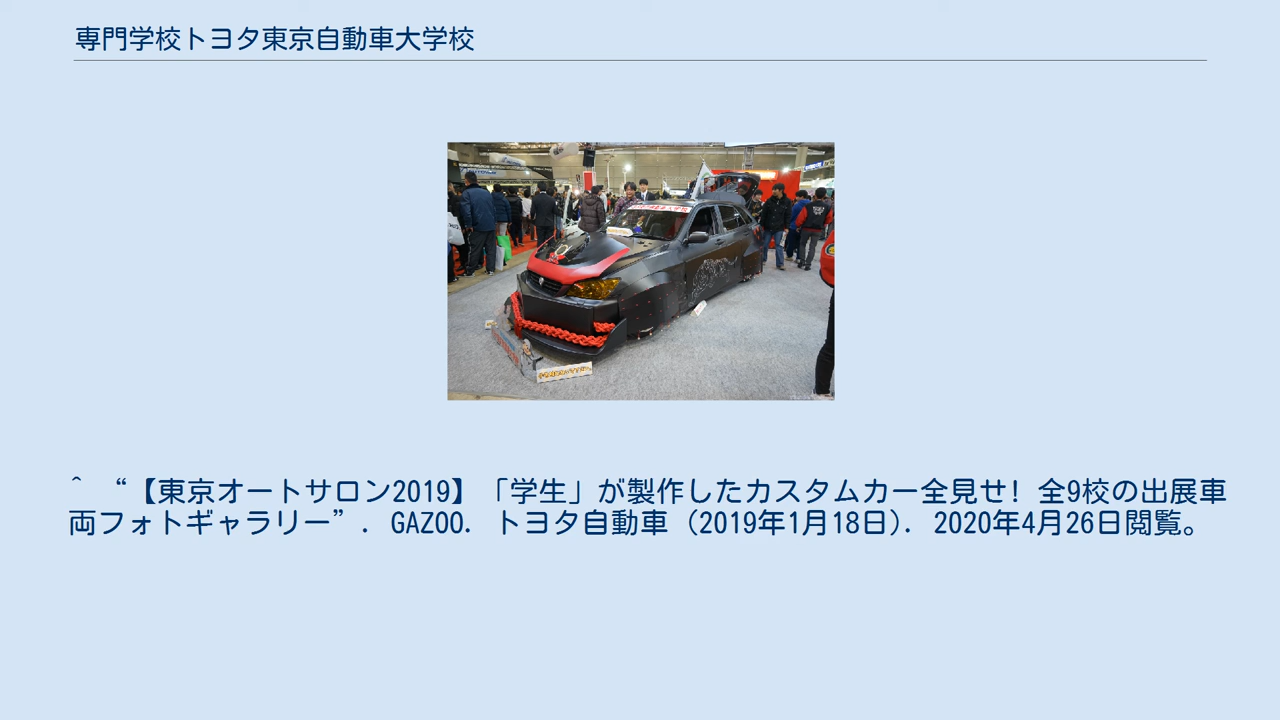 専門学校トヨタ東京自動車大学校
^ “【東京オートサロン2019】「学生」が製作したカスタムカー全見せ! 全9校の出展車
両フォトギャラリー”. GAZOO. トヨタ自動車 (2019年1月18日). 2020年4月26日閲覧。